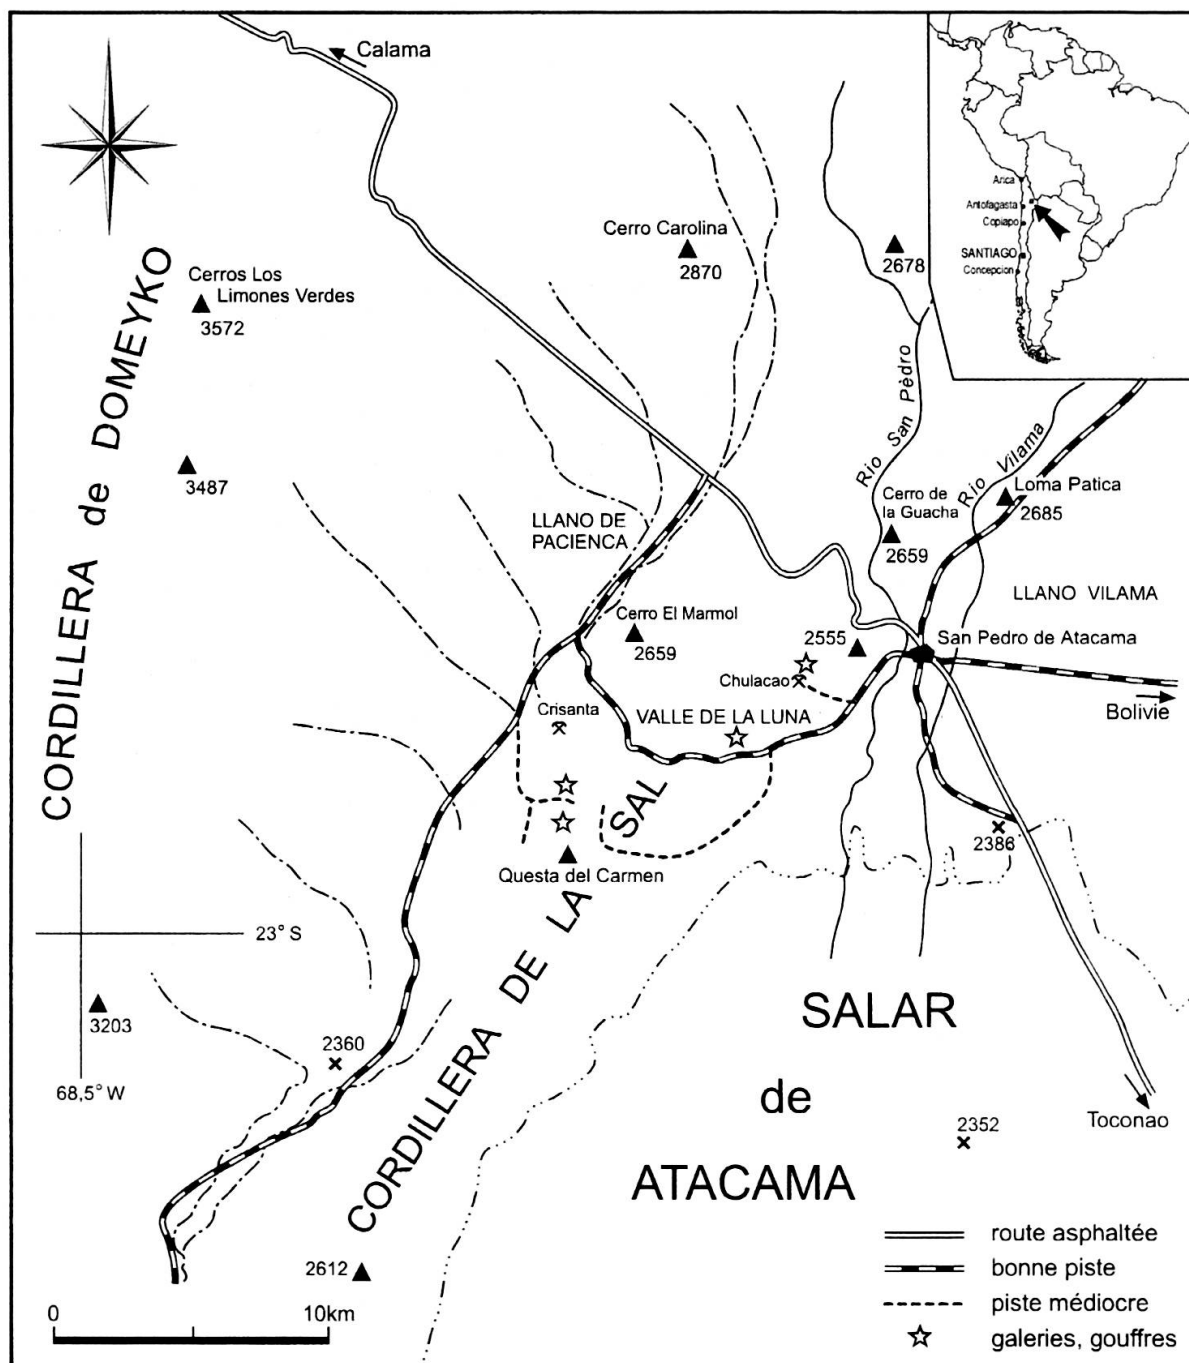 Calama
Arica
Antofagasta
Copiapo
SANTIAGO
Concepcion
Cerro Carolina
2870
2678
Cerros Los
Limones Verdes
3572
CORDILLERA de DOMEYKO
3487
Rio San Pèdro
Rio Vilama
Cerro de
la Guacha
2659
Loma Patica
2685
LLANO DE
PACIENCA
LLANO VILAMA
Cerro El Marmol
2659
2555
San Pedro de Atacama
Chulacao
Bolivie
Crisanta
VALLE DE LA LUNA
2386
Questa del Carmen
CORDILLERA DE LA SAL
23° S
3203
68,5° W
2360
SALAR
de
ATACAMA
2352
Toconao
2612
0 10km
route asphaltée
bonne piste
piste médiocre
galeries, gouffres